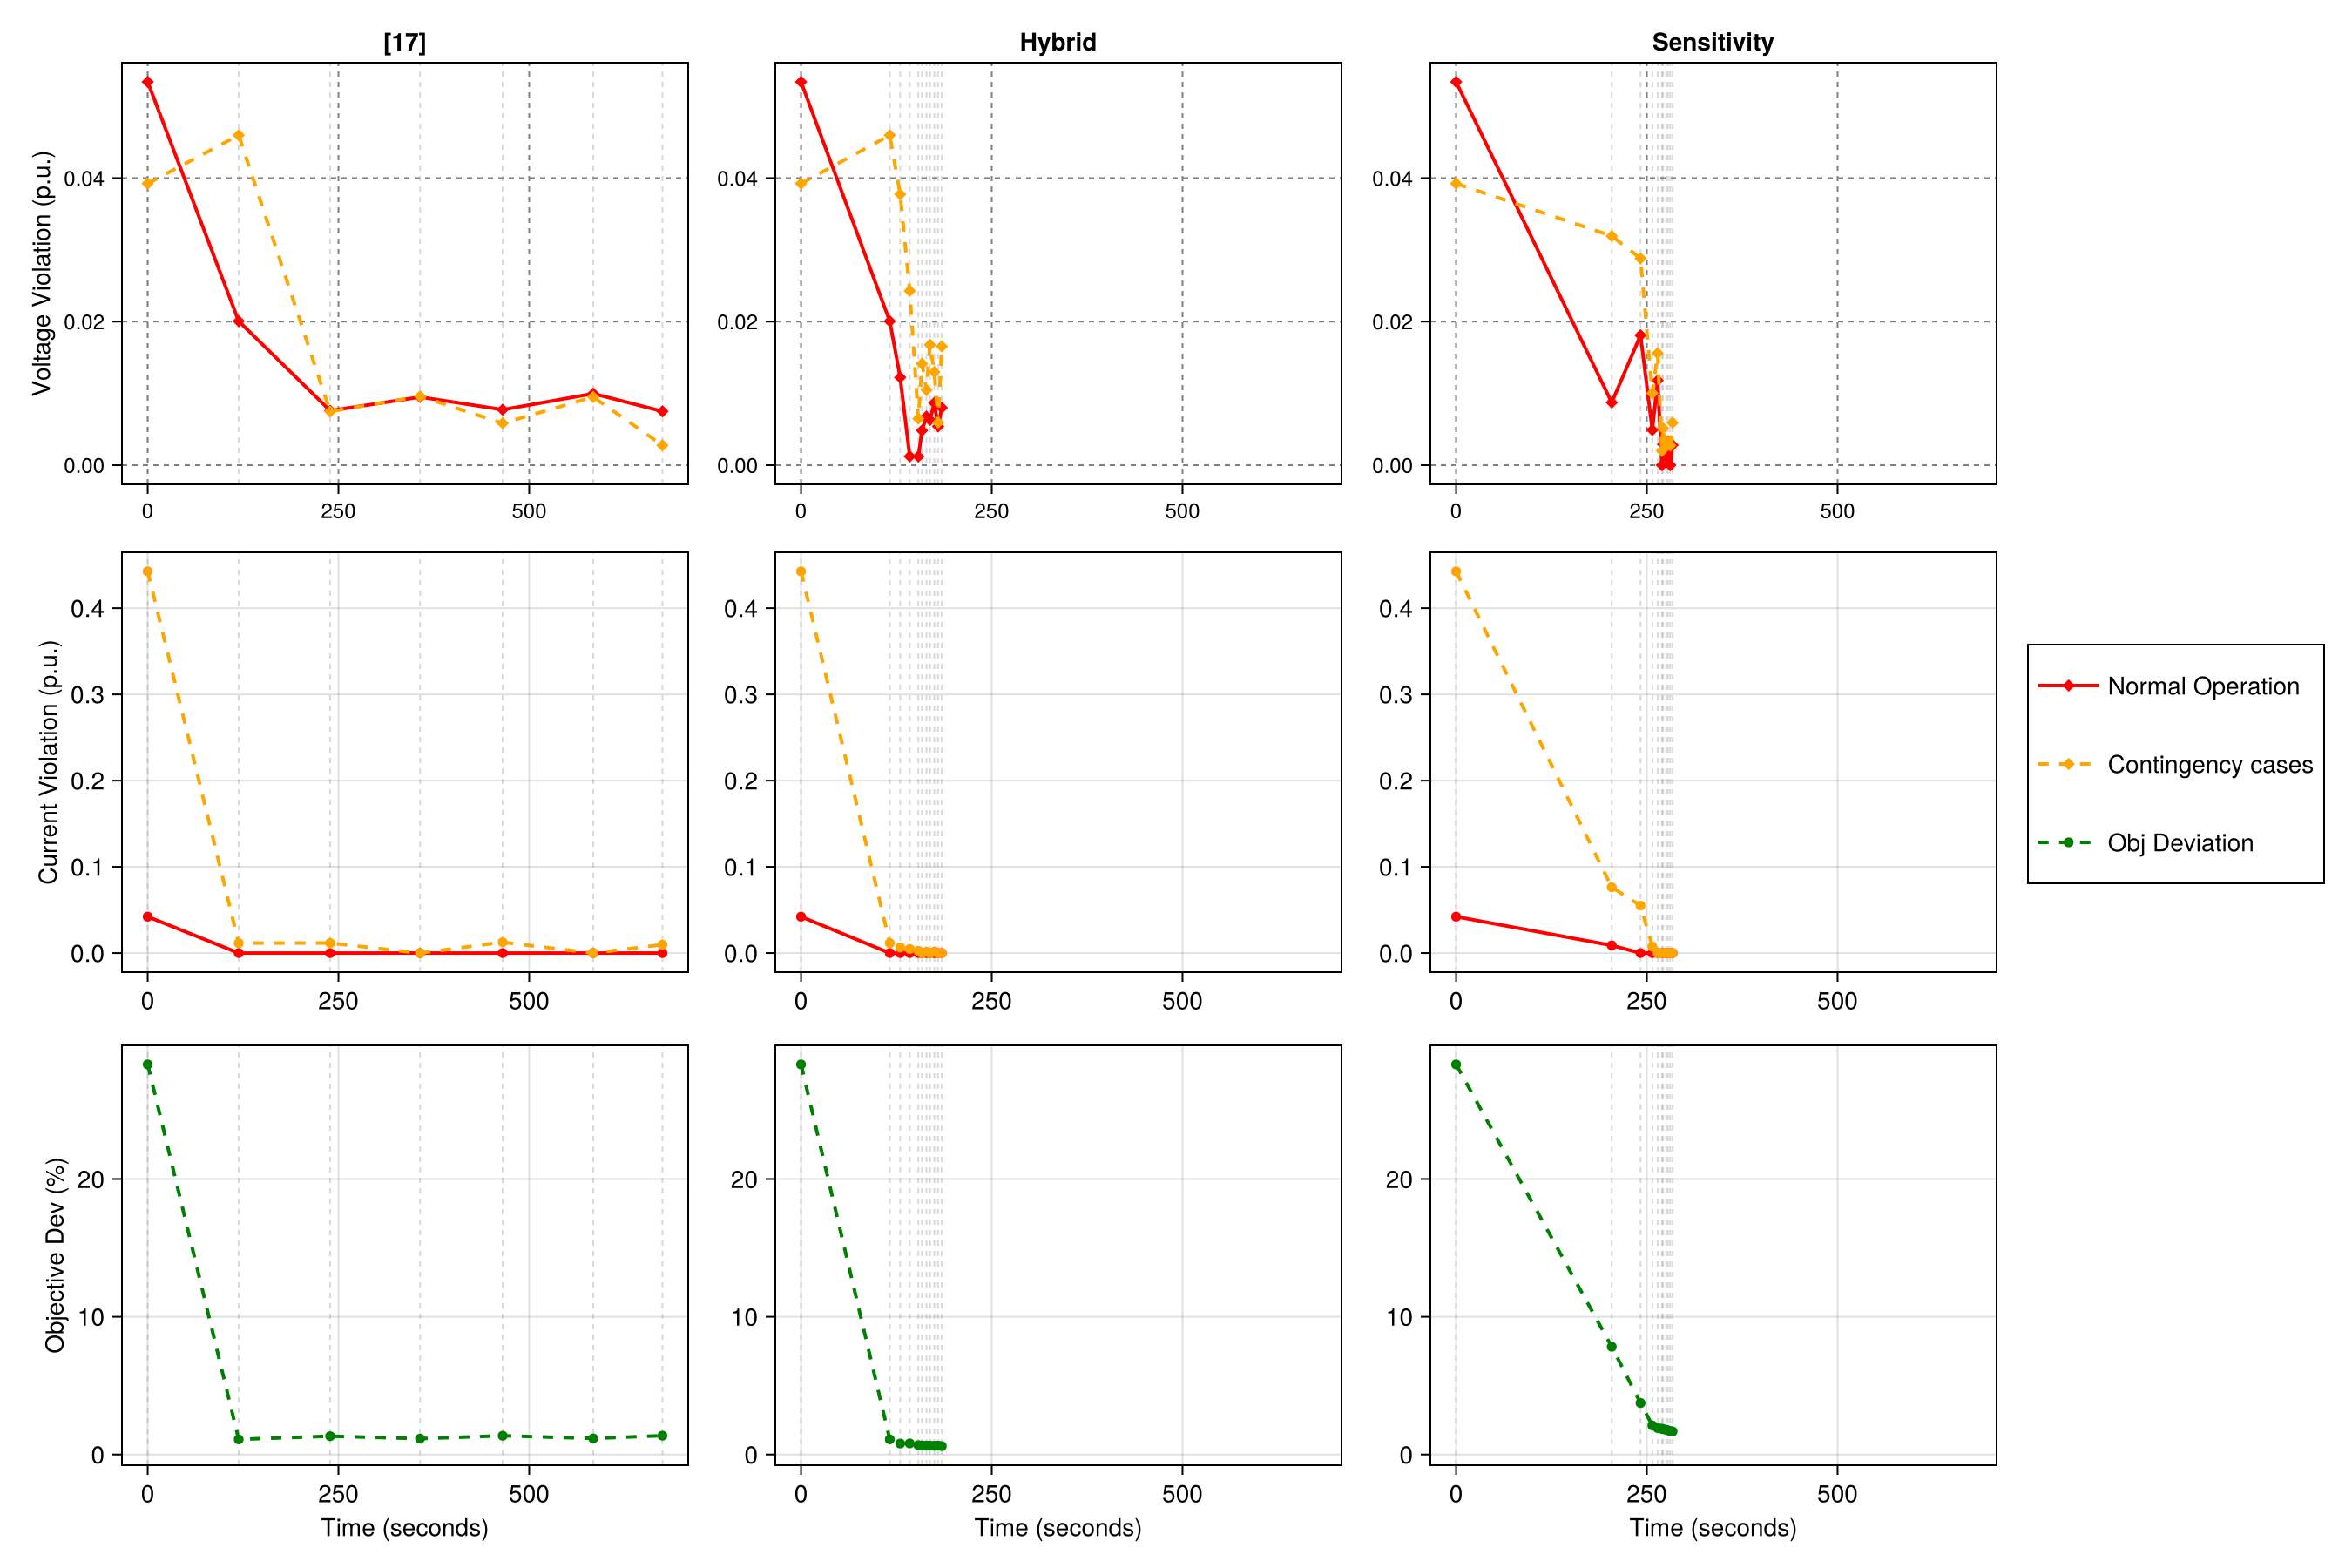 [17] Hybrid Sensitivity
Voltage Violation (p.u.)
0.04 0.04 0.04
0.02 0.02 0.02
0.00 0.00 0.00
0 250 500 0 250 500 0 250 500
Current Violation (p.u.)
0.4 0.4 0.4
0.3 0.3 0.3
0.2 0.2 0.2
0.1 0.1 0.1
0.0 0.0 0.0
0 250 500 0 250 500 0 250 500
Normal Operation
Contingency cases
Obj Deviation
Objective Dev (%)
20 20 20
10 10 10
0 0 0
0 250 500 0 250 500 0 250 500
Time (seconds) Time (seconds) Time (seconds)